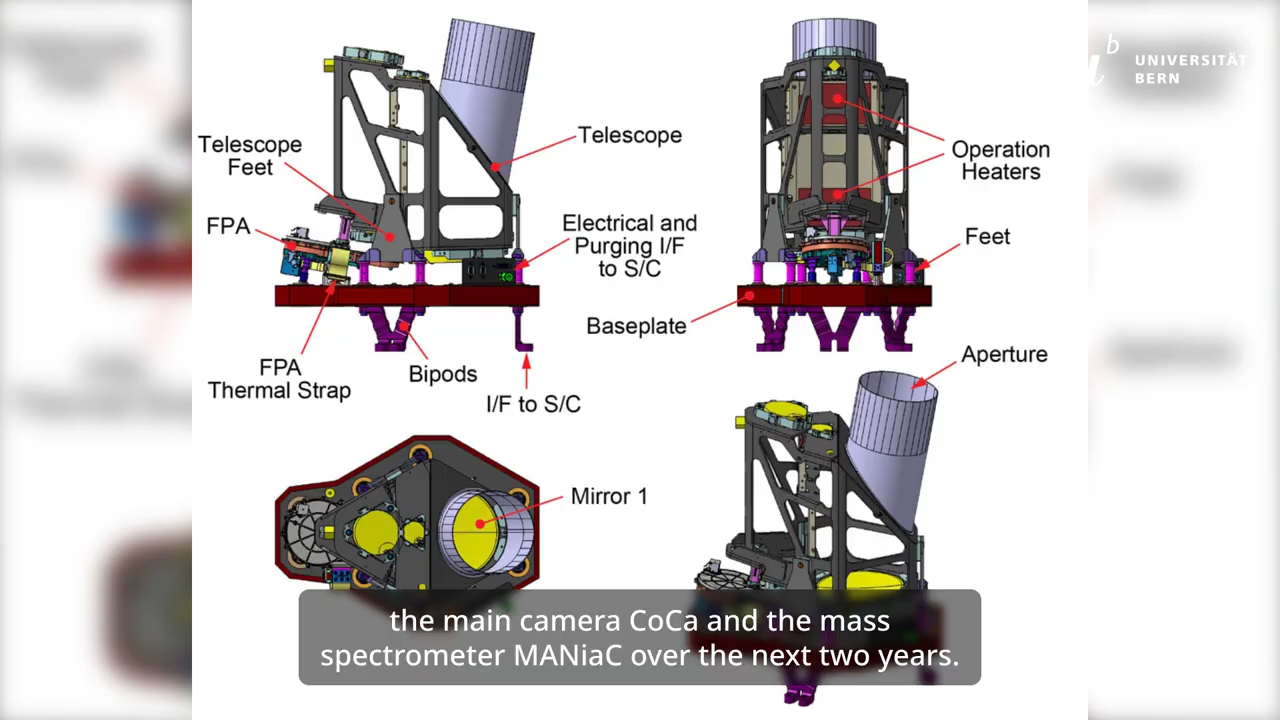 u^b
UNIVERSITÄT
BERN
Telescope
Feet
Telescope
Operation
Heaters
FPA
Electrical and
Purging I/F
to S/C
Feet
Baseplate
FPA
Thermal Strap
Bipods
I/F to S/C
Aperture
Mirror 1
the main camera CoCa and the mass
spectrometer MANiaC over the next two years.